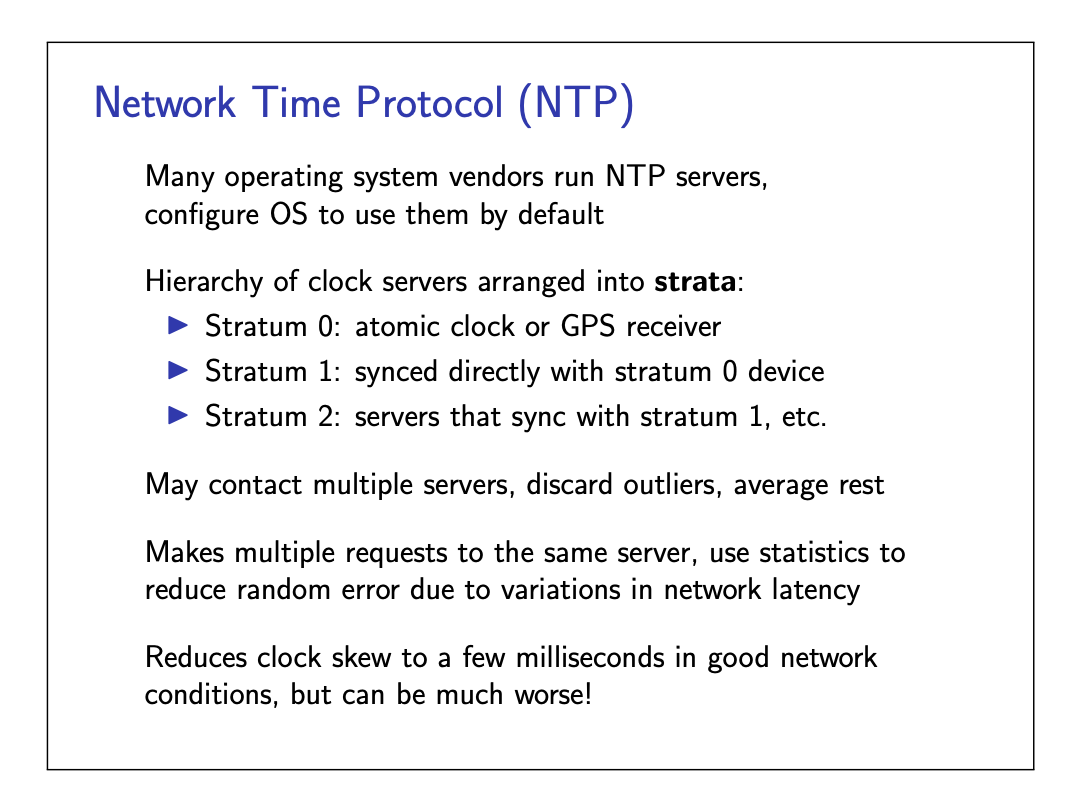 Network Time Protocol (NTP)
Many operating system vendors run NTP servers,
configure OS to use them by default
Hierarchy of clock servers arranged into strata:
▶ Stratum 0: atomic clock or GPS receiver
▶ Stratum 1: synced directly with stratum 0 device
▶ Stratum 2: servers that sync with stratum 1, etc.
May contact multiple servers, discard outliers, average rest
Makes multiple requests to the same server, use statistics to
reduce random error due to variations in network latency
Reduces clock skew to a few milliseconds in good network
conditions, but can be much worse!